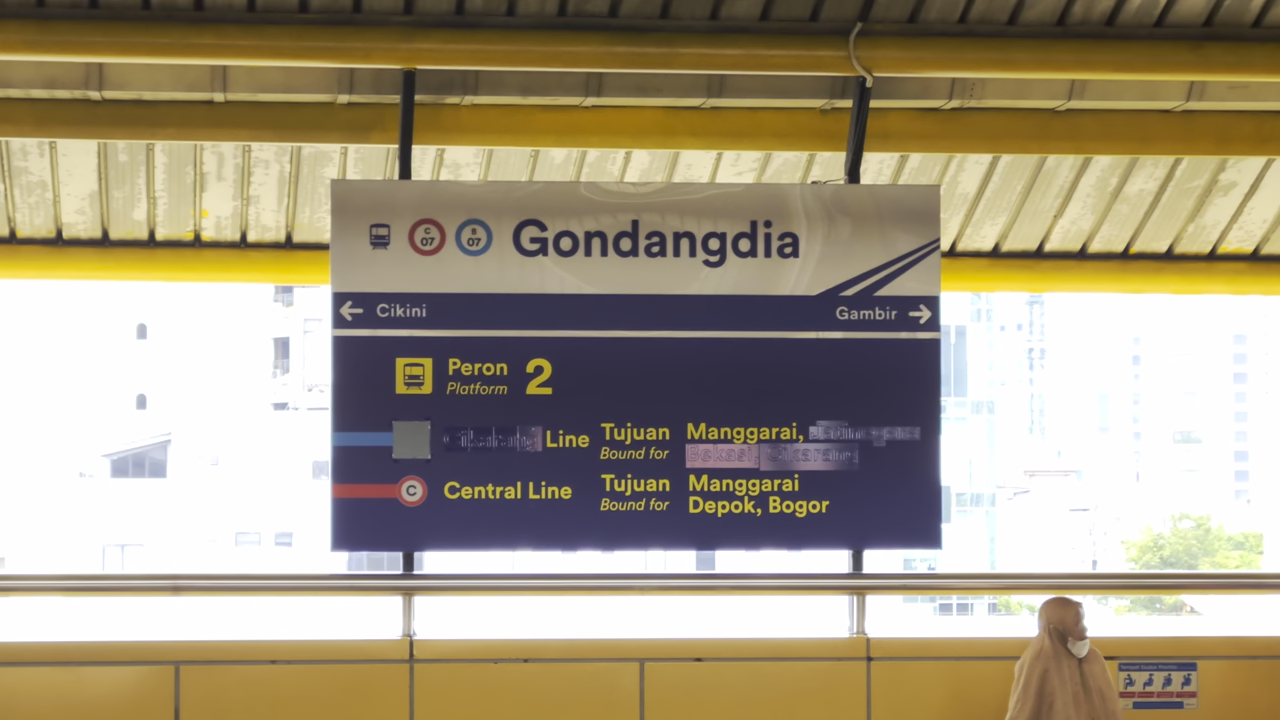 C 07 B 07 Gondangdia
← Cikini Gambir →
Peron 2
Platform
Line Tujuan Manggarai,
Bound for
C Central Line Tujuan Manggarai
Bound for Depok, Bogor